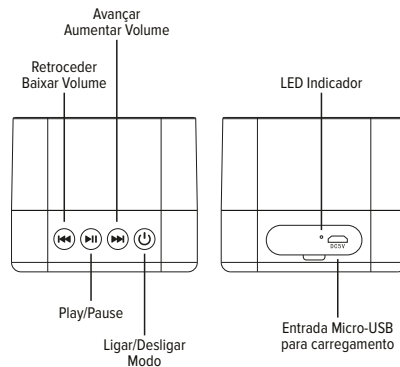 Avançar
Aumentar Volume
Retroceder
Baixar Volume
LED Indicador
DC5V
Play/Pause
Ligar/Desligar
Modo
Entrada Micro-USB
para carregamento